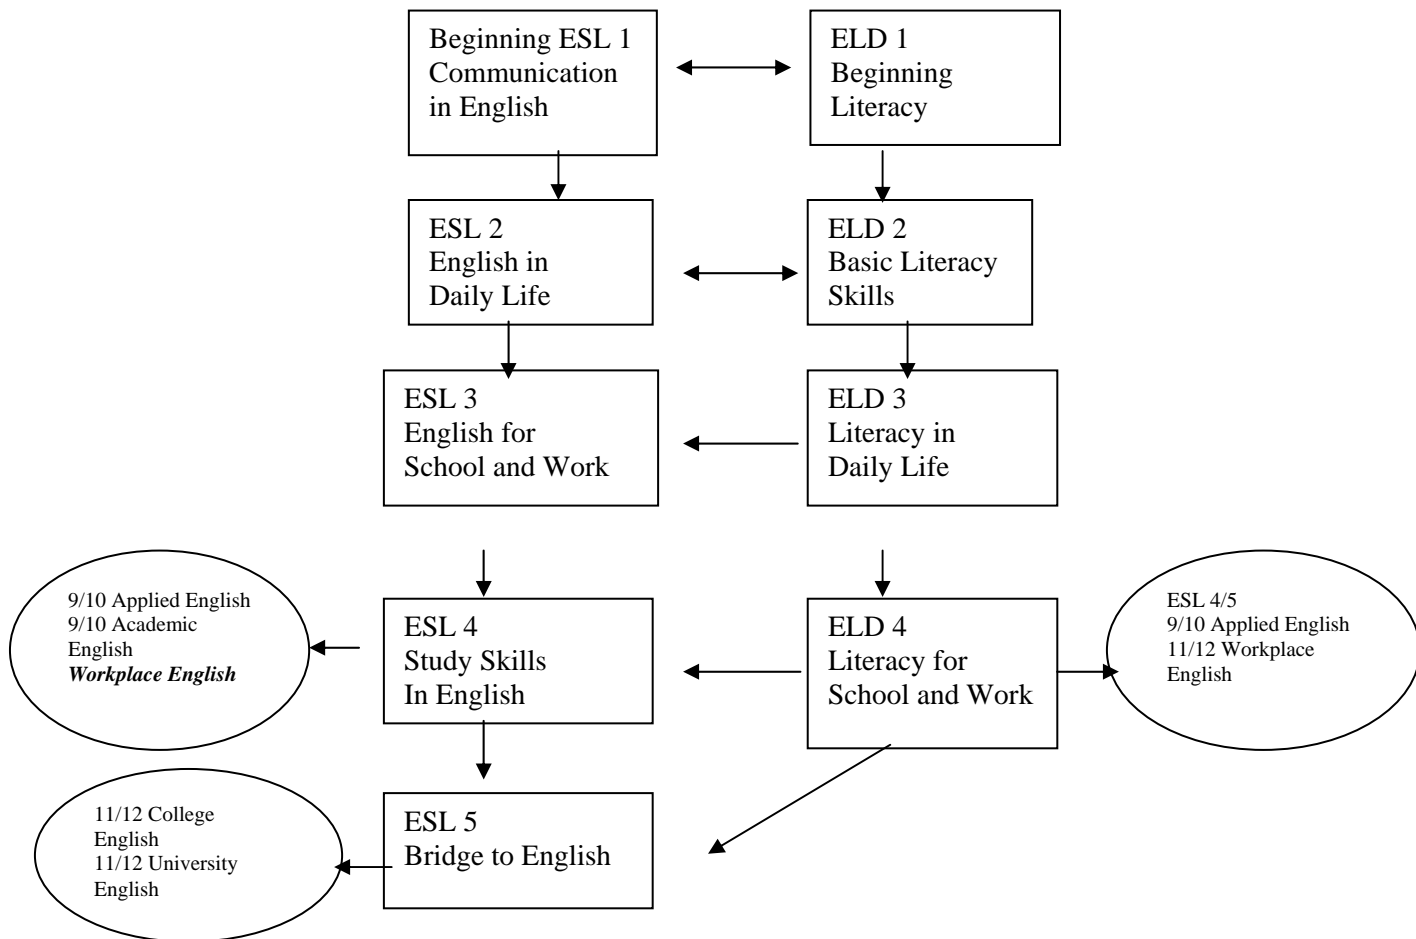 Beginning ESL 1
Communication
in English
ELD 1
Beginning
Literacy
ESL 2
English in
Daily Life
ELD 2
Basic Literacy
Skills
ESL 3
English for
School and Work
ELD 3
Literacy in
Daily Life
9/10 Applied English
9/10 Academic
English
Workplace English
ESL 4
Study Skills
In English
ELD 4
Literacy for
School and Work
ESL 4/5
9/10 Applied English
11/12 Workplace
English
11/12 College
English
11/12 University
English
ESL 5
Bridge to English